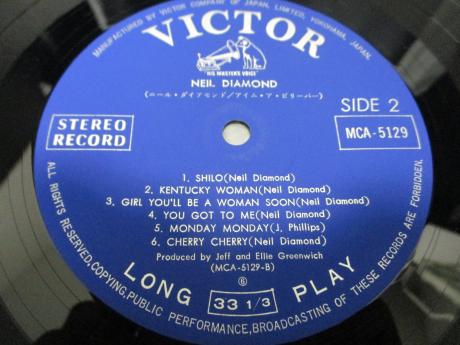 MANUFACTURED BY VICTOR COMPANY OF JAPAN, LIMITED, YOKOHAMA, JAPAN.
VICTOR
"HIS MASTER'S VOICE"
NEIL DIAMOND
(ニール・ダイアモンド/アイム・ア・ビリーバー)
SIDE 2
STEREO
RECORD
MCA-5129
1. SHILO(Neil Diamond)
2. KENTUCKY WOMAN(Neil Diamond)
3. GIRL YOU'LL BE A WOMAN SOON(Neil Diamond)
4. YOU GOT TO ME(Neil Diamond)
5. MONDAY MONDAY(J. Phillips)
6. CHERRY CHERRY(Neil Diamond)
Produced by Jeff and Ellie Greenwich
(MCA-5129-B)
Ⓖ
LONG PLAY
33 1/3
ALL RIGHTS RESERVED,COPYING,PUBLIC PERFORMANCE,BROADCASTING OF THESE RECORDS ARE FORBIDDEN.